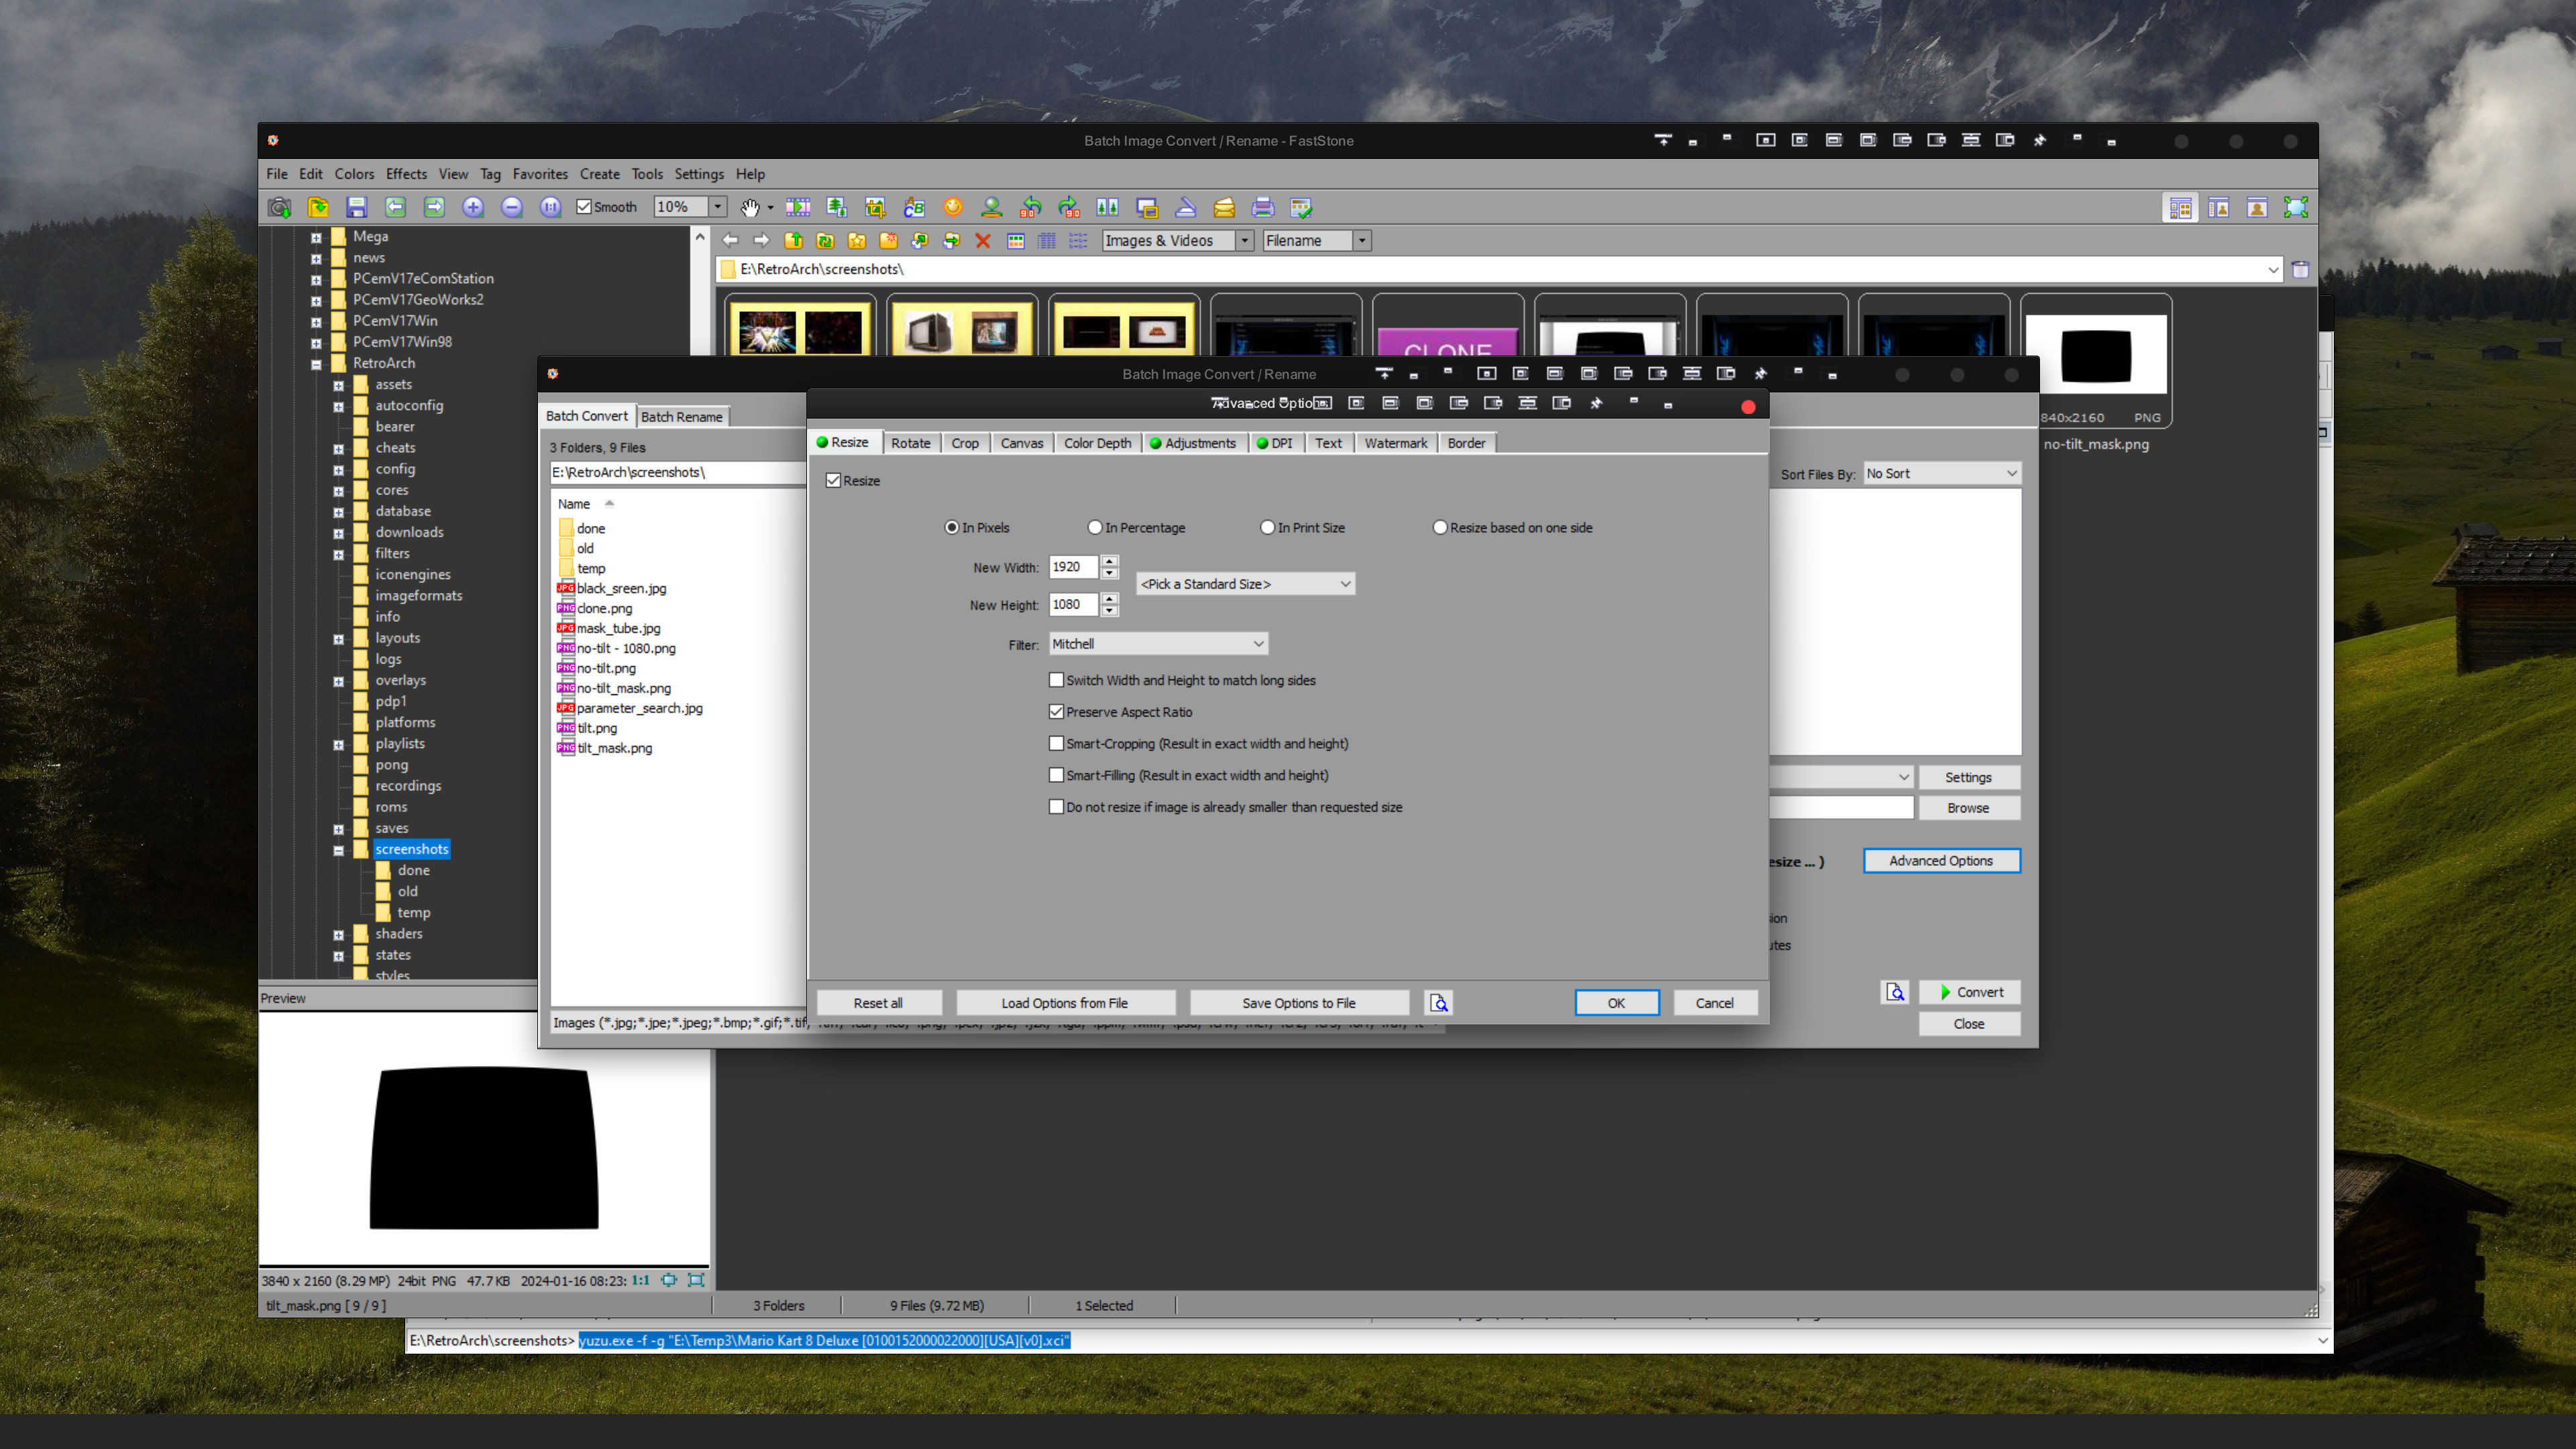 Batch Image Convert / Rename - FastStone
File Edit Colors Effects View Tag Favorites Create Tools Settings Help
Smooth 10%
Images & Videos Filename
E:\RetroArch\screenshots\
Mega
news
PCemV17eComStation
PCemV17GeoWorks2
PCemV17Win
PCemV17Win98
RetroArch
assets
autoconfig
bearer
cheats
config
cores
database
downloads
filters
iconengines
imageformats
info
layouts
logs
overlays
pdp1
platforms
playlists
pong
recordings
roms
saves
screenshots
done
old
temp
shaders
states
styles
CLONE
840x2160 PNG
no-tilt_mask.png
Batch Image Convert / Rename
Batch Convert Batch Rename
3 Folders, 9 Files
E:\RetroArch\screenshots\
Name
done
old
temp
black_sreen.jpg
clone.png
mask_tube.jpg
no-tilt - 1080.png
no-tilt.png
no-tilt_mask.png
parameter_search.jpg
tilt.png
tilt_mask.png
Images (*.jpg;*.jpe;*.jpeg;*.bmp;*.gif;*.tif,
Sort Files By: No Sort
Settings
Browse
esize ... ) Advanced Options
sion
utes
Convert
Close
Advanced Options
Resize Rotate Crop Canvas Color Depth Adjustments DPI Text Watermark Border
Resize
In Pixels In Percentage In Print Size Resize based on one side
New Width: 1920
<Pick a Standard Size>
New Height: 1080
Filter: Mitchell
Switch Width and Height to match long sides
Preserve Aspect Ratio
Smart-Cropping (Result in exact width and height)
Smart-Filling (Result in exact width and height)
Do not resize if image is already smaller than requested size
Reset all Load Options from File Save Options to File OK Cancel
Preview
3840 x 2160 (8.29 MP) 24bit PNG 47.7 KB 2024-01-16 08:23: 1:1
tilt_mask.png [ 9 / 9 ] 3 Folders 9 Files (9.72 MB) 1 Selected
E:\RetroArch\screenshots> yuzu.exe -f -g "E:\Temp3\Mario Kart 8 Deluxe [0100152000022000][USA][v0].xci"